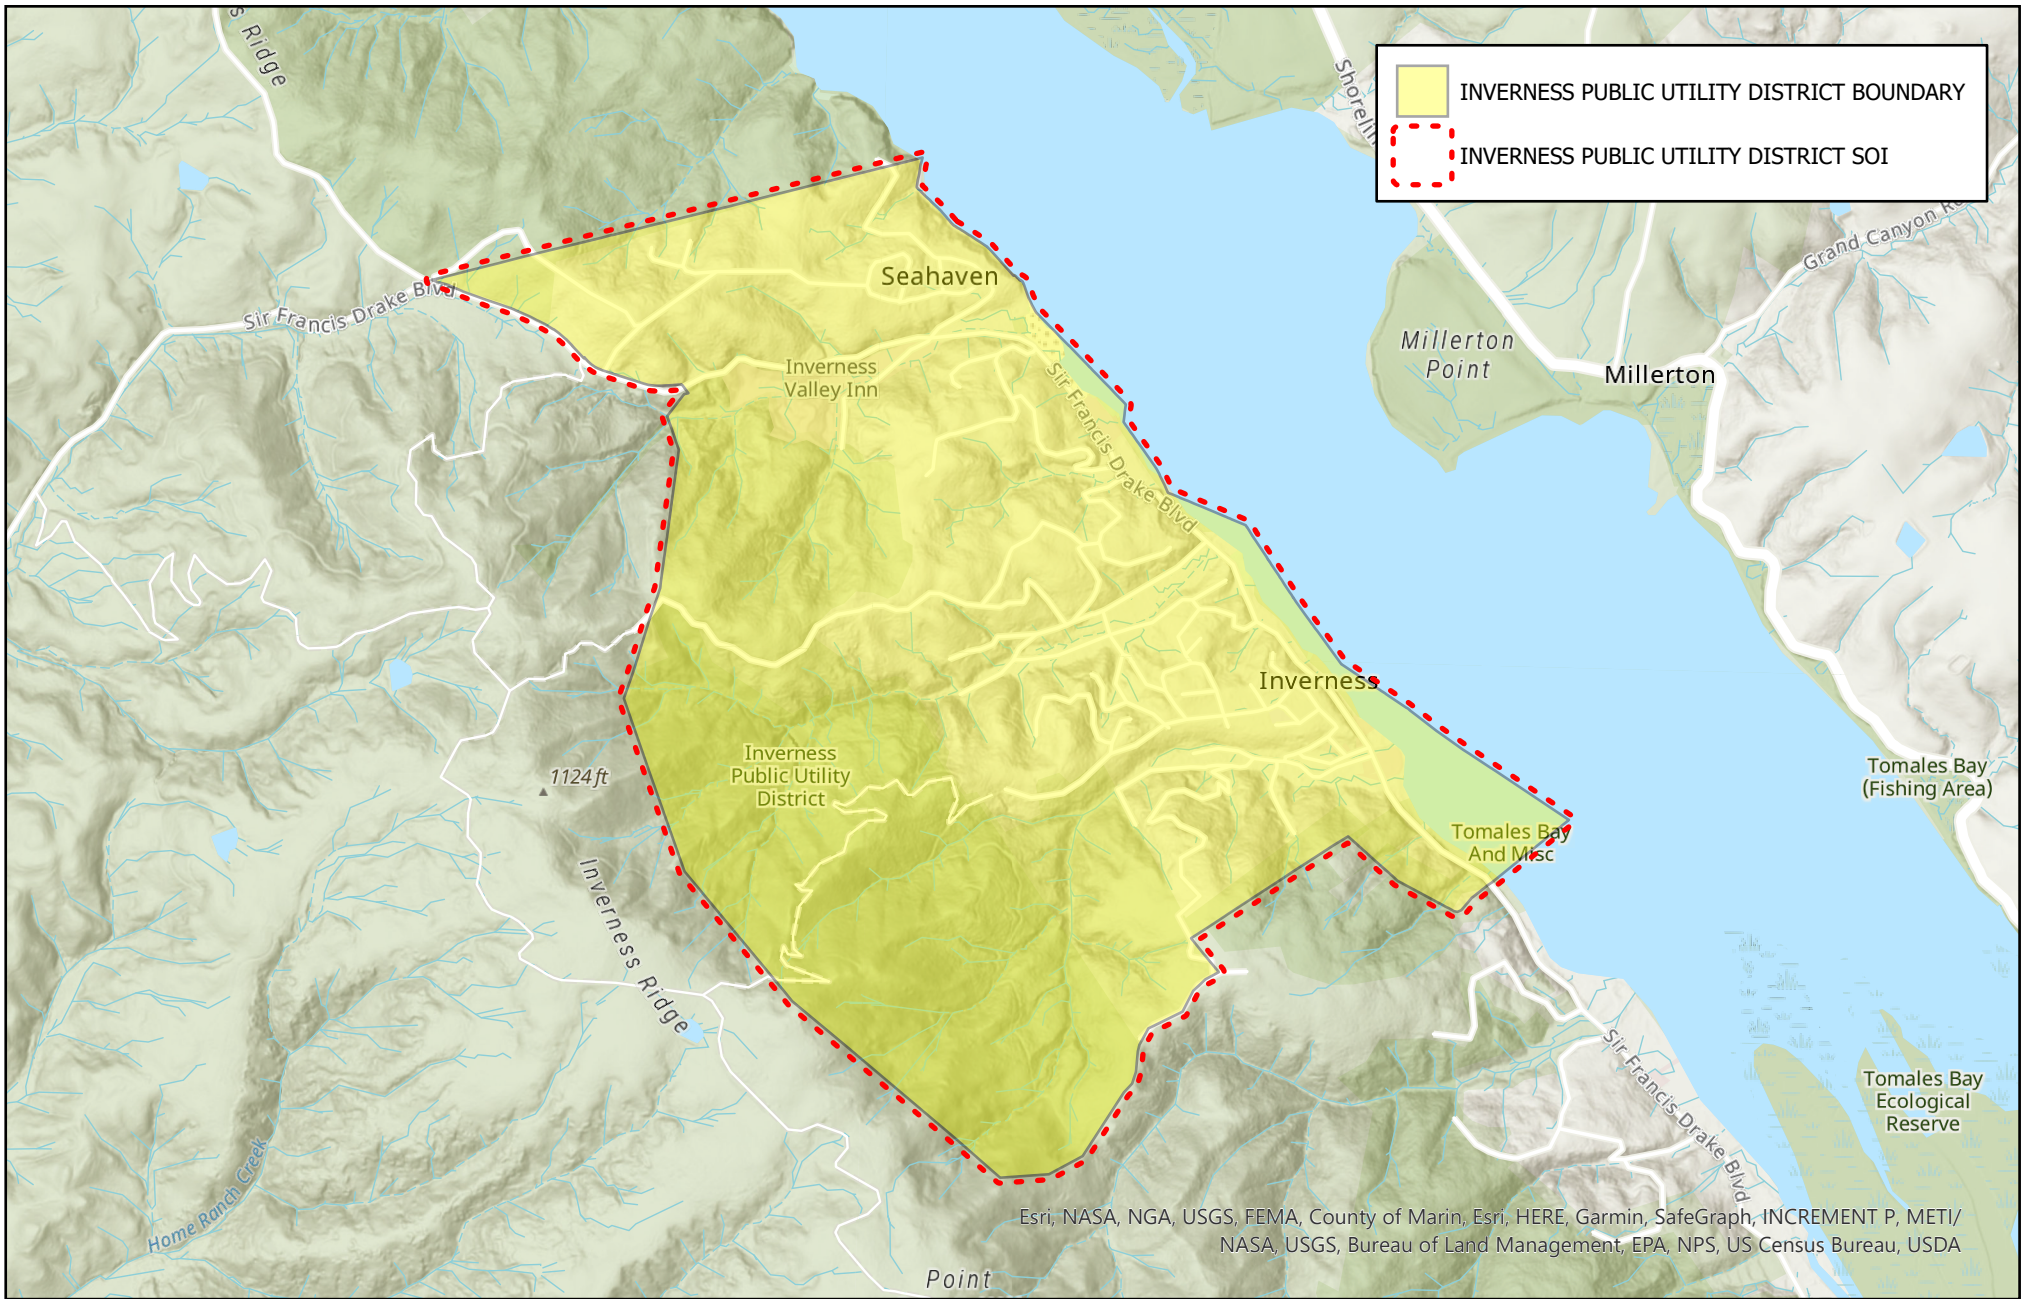 s Ridge
Shorelin
INVERNESS PUBLIC UTILITY DISTRICT BOUNDARY
INVERNESS PUBLIC UTILITY DISTRICT SOI
Grand Canyon Ro
Seahaven
Sir Francis Drake Blvd
Millerton
Point
Millerton
Inverness
Valley Inn
Sir Francis Drake Blvd
Inverness
Inverness
Public Utility
District
1124 ft
Tomales Bay
(Fishing Area)
Tomales Bay
And Misc
Inverness Ridge
Sir Francis Drake Blvd
Tomales Bay
Ecological
Reserve
Home Ranch Creek
Esri, NASA, NGA, USGS, FEMA, County of Marin, Esri, HERE, Garmin, SafeGraph, INCREMENT P, METI/
NASA, USGS, Bureau of Land Management, EPA, NPS, US Census Bureau, USDA
Point